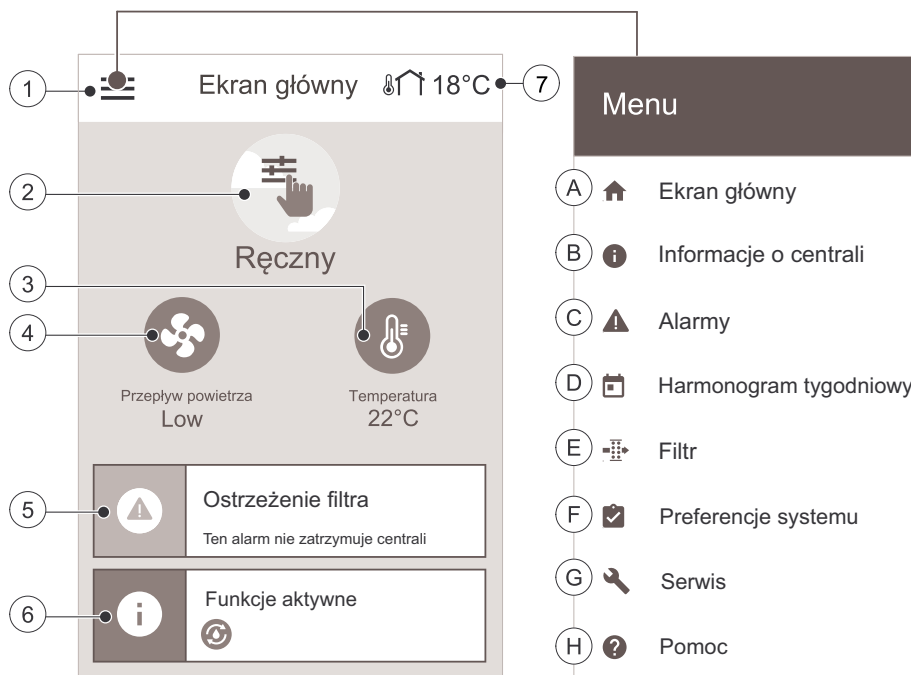 1
Ekran główny 18°C
7
2
Ręczny
3
4
Przepływ powietrza
Low
Temperatura
22°C
5
Ostrzeżenie filtra
Ten alarm nie zatrzymuje centrali
6
Funkcje aktywne
Menu
A Ekran główny
B Informacje o centrali
C Alarmy
D Harmonogram tygodniowy
E Filtr
F Preferencje systemu
G Serwis
H Pomoc